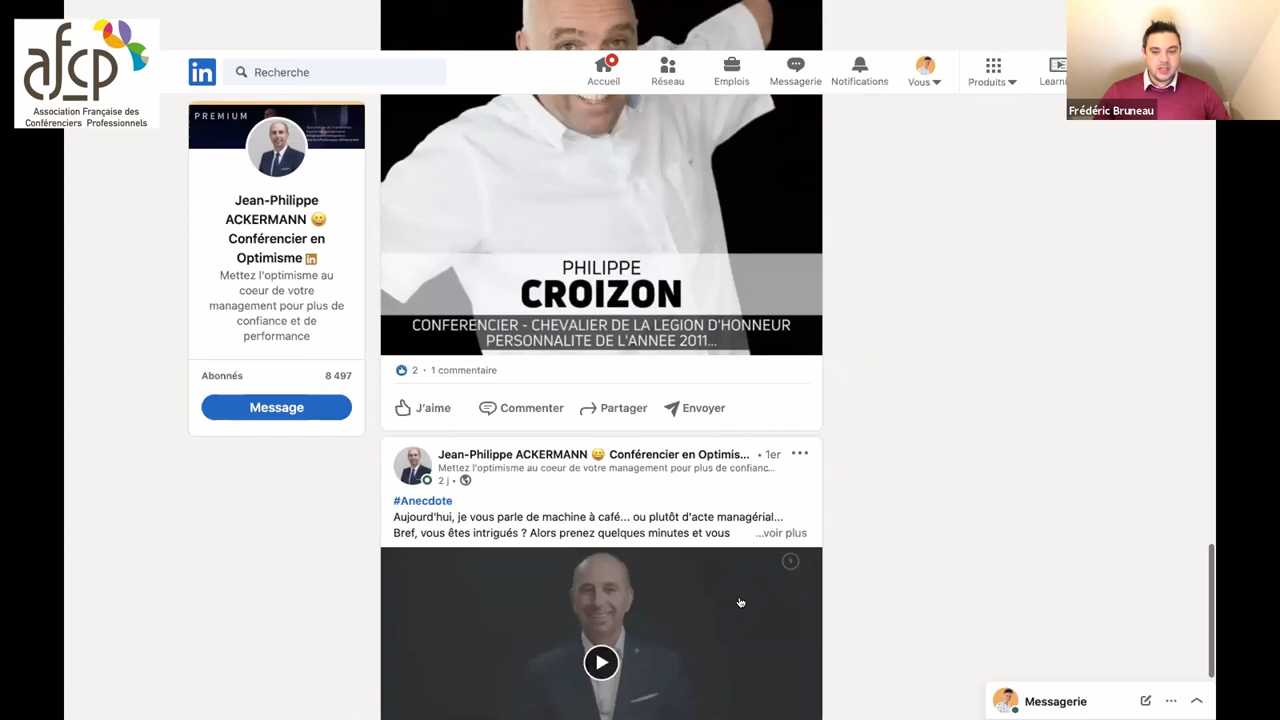 afcp
Association Française des
Conférenciers Professionnels
in
Recherche
Accueil
Réseau
Emplois
Messagerie
Notifications
Vous
Produits
Learni
Frédéric Bruneau
PREMIUM
Jean-Philippe
ACKERMANN 😀
Conférencier en
Optimisme in
Mettez l'optimisme au
coeur de votre
management pour plus de
confiance et de
performance
Abonnés 8 497
Message
PHILIPPE
CROIZON
CONFERENCIER - CHEVALIER DE LA LEGION D'HONNEUR
PERSONNALITE DE L'ANNEE 2011...
2 · 1 commentaire
J'aime
Commenter
Partager
Envoyer
Jean-Philippe ACKERMANN 😀 Conférencier en Optimis... • 1er
Mettez l'optimisme au coeur de votre management pour plus de confianc...
2 j •
#Anecdote
Aujourd'hui, je vous parle de machine à café... ou plutôt d'acte managérial...
Bref, vous êtes intrigués ? Alors prenez quelques minutes et vous ...voir plus
Messagerie